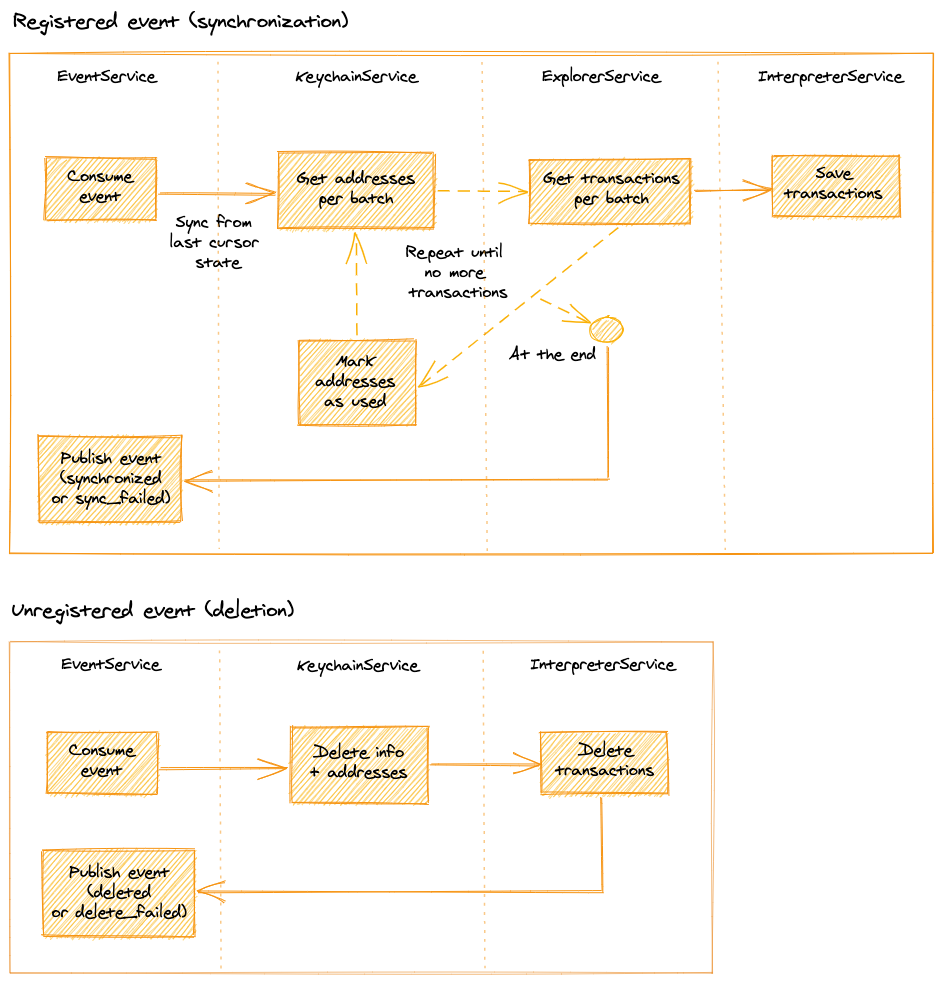 Registered event (synchronization)
EventService
KeychainService
ExplorerService
InterpreterService
Consume
event
Sync from
last cursor
state
Get addresses
per batch
Get transactions
per batch
Save
transactions
Repeat until
no more
transactions
At the end
Mark
addresses
as used
Publish event
(synchronized
or sync_failed)
Unregistered event (deletion)
EventService
KeychainService
InterpreterService
Consume
event
Delete info
+ addresses
Delete
transactions
Publish event
(deleted
or delete_failed)